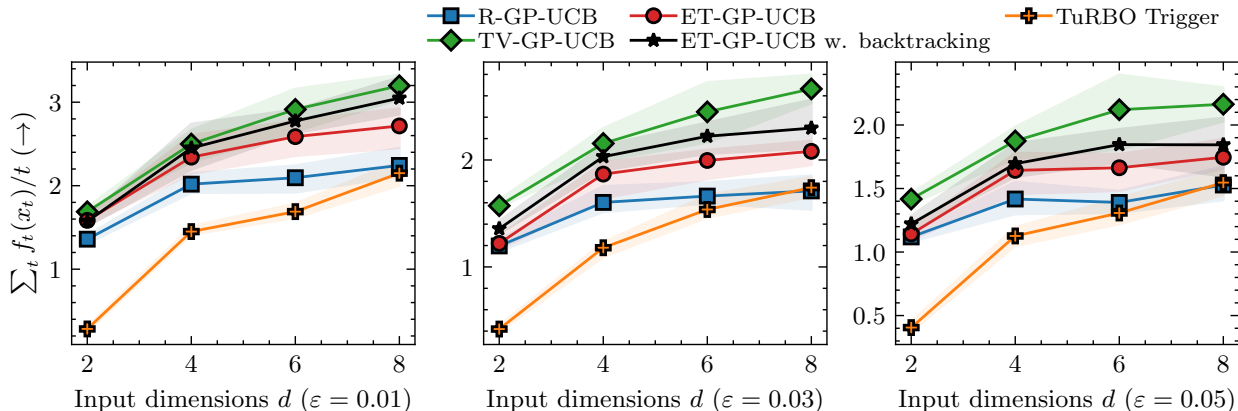 R-GP-UCB ET-GP-UCB TuRBO Trigger
TV-GP-UCB ET-GP-UCB w. backtracking
∑ₜ fₜ(xₜ)/t (→)
3
2
1
2 4 6 8
Input dimensions d (ε = 0.01)
2
1
2 4 6 8
Input dimensions d (ε = 0.03)
2.0
1.5
1.0
0.5
2 4 6 8
Input dimensions d (ε = 0.05)